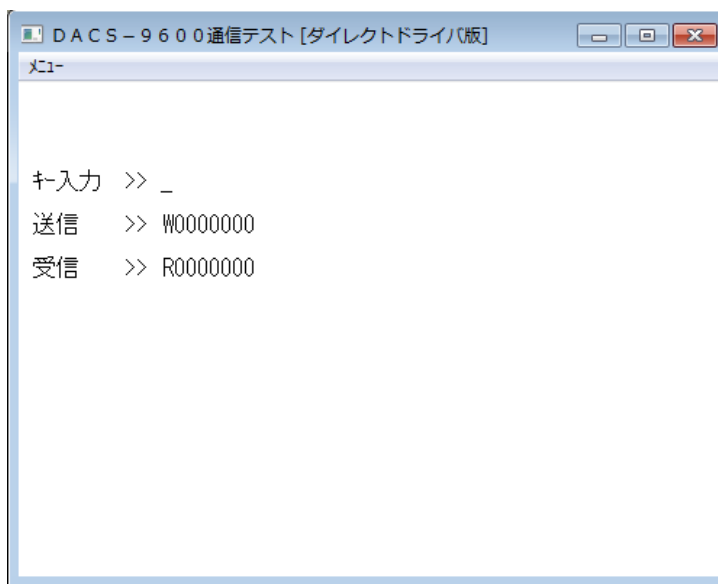 ＤＡＣＳ－９６００通信テスト [ダイレクトドライバ版]
ﾒﾆｭｰ
ｷｰ入力 >> _
送信 >> W0000000
受信 >> R0000000